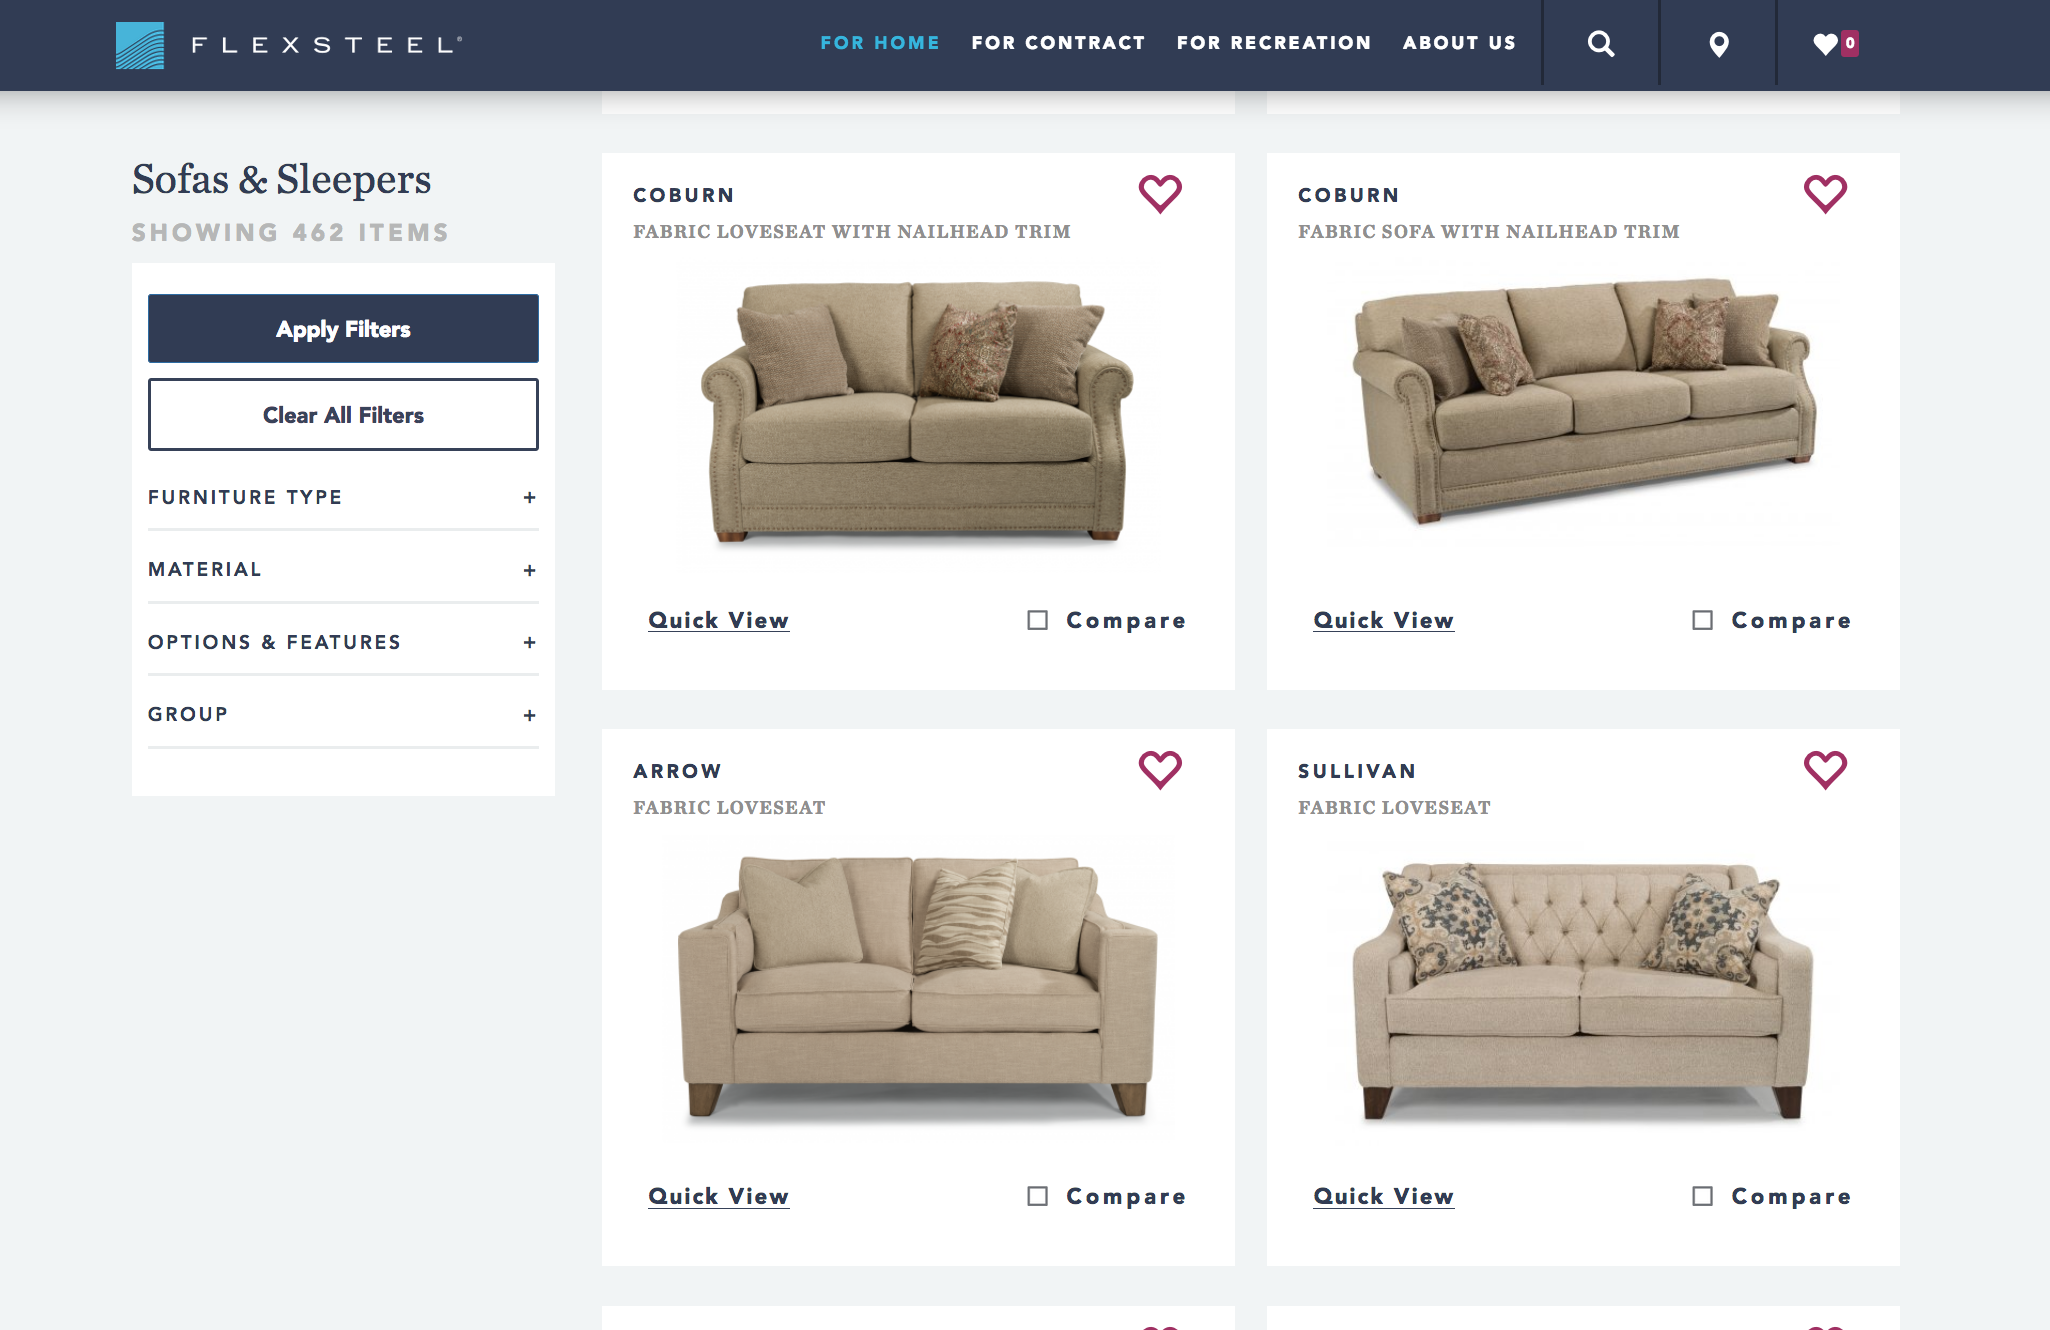 FLEXSTEEL®
FOR HOME
FOR CONTRACT
FOR RECREATION
ABOUT US
0
Sofas & Sleepers
SHOWING 462 ITEMS
Apply Filters
Clear All Filters
FURNITURE TYPE +
MATERIAL +
OPTIONS & FEATURES +
GROUP +
COBURN
FABRIC LOVESEAT WITH NAILHEAD TRIM
Quick View
Compare
COBURN
FABRIC SOFA WITH NAILHEAD TRIM
Quick View
Compare
ARROW
FABRIC LOVESEAT
Quick View
Compare
SULLIVAN
FABRIC LOVESEAT
Quick View
Compare